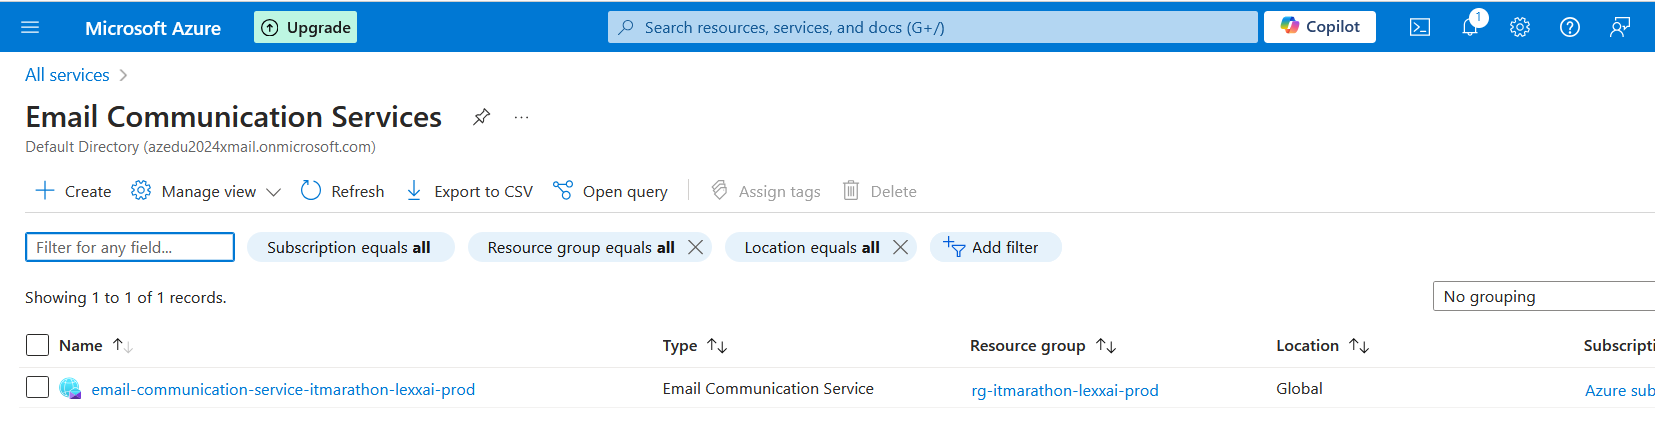 Microsoft Azure Upgrade Search resources, services, and docs (G+/) Copilot 1
All services
Email Communication Services
Default Directory (azedu2024xmail.onmicrosoft.com)
Create Manage view Refresh Export to CSV Open query Assign tags Delete
Filter for any field... Subscription equals all Resource group equals all Location equals all Add filter
Showing 1 to 1 of 1 records.
No grouping
Name Type Resource group Location Subscripti
email-communication-service-itmarathon-lexxai-prod Email Communication Service rg-itmarathon-lexxai-prod Global Azure sub